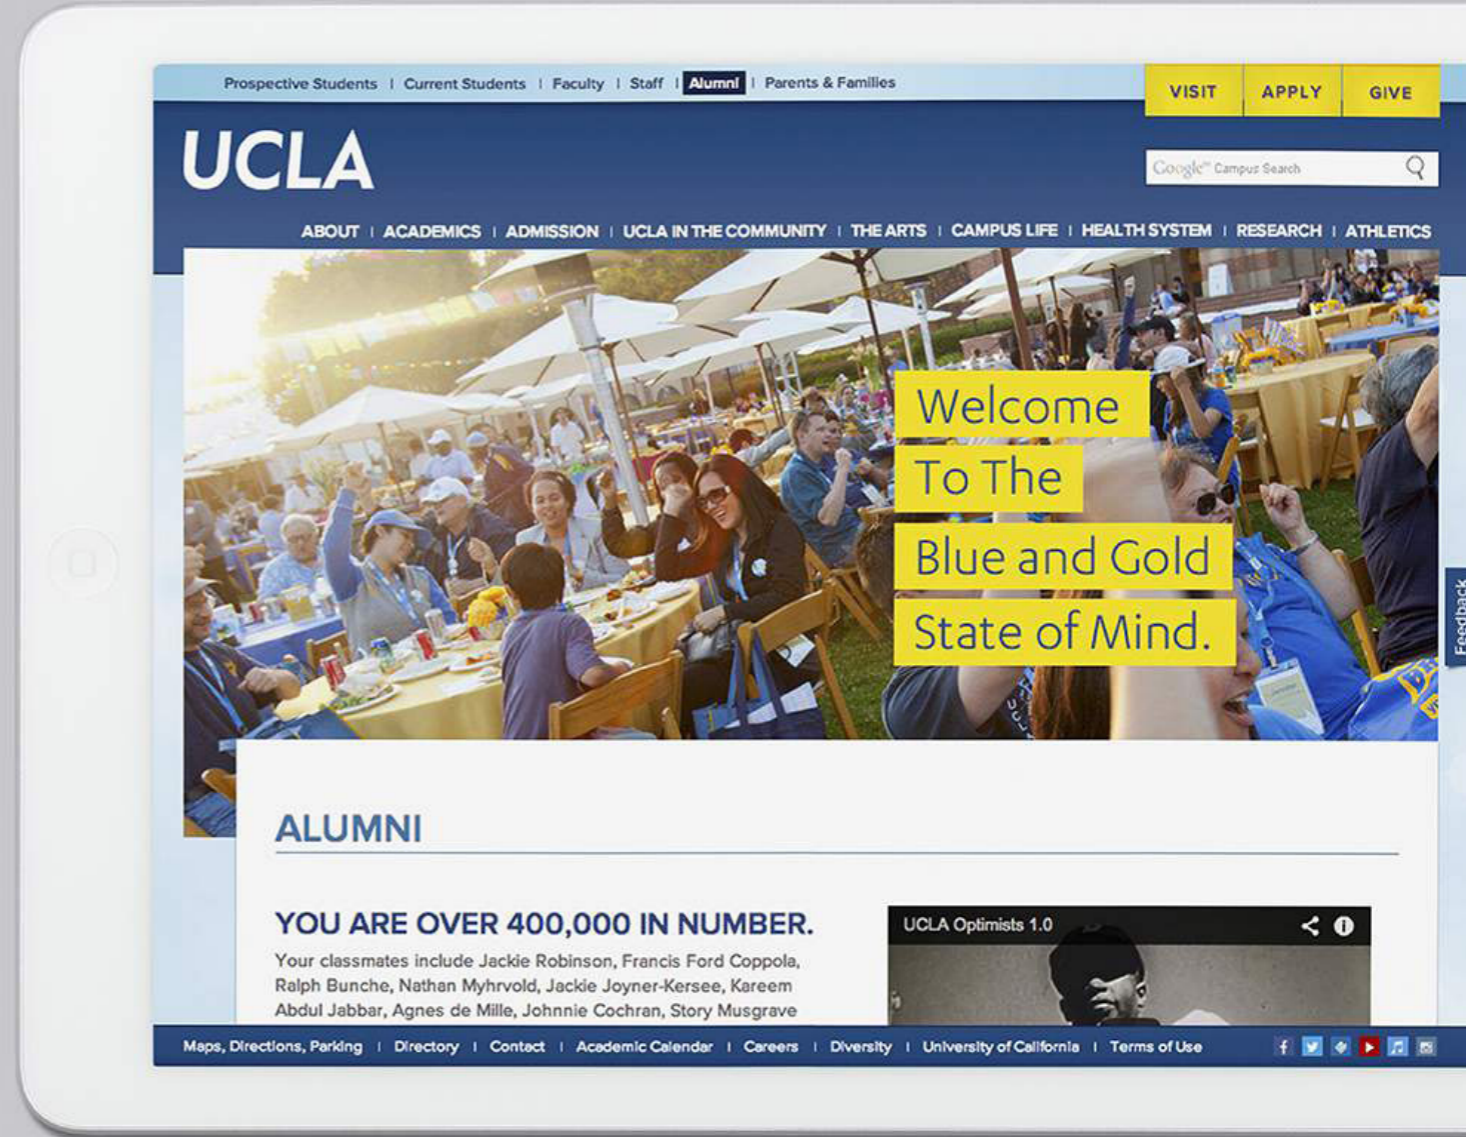 Prospective Students | Current Students | Faculty | Staff | Alumni | Parents & Families
VISIT
APPLY
GIVE
UCLA
Google™ Campus Search
ABOUT | ACADEMICS | ADMISSION | UCLA IN THE COMMUNITY | THE ARTS | CAMPUS LIFE | HEALTH SYSTEM | RESEARCH | ATHLETICS
Welcome
To The
Blue and Gold
State of Mind.
Feedback
ALUMNI
YOU ARE OVER 400,000 IN NUMBER.
Your classmates include Jackie Robinson, Francis Ford Coppola,
Ralph Bunche, Nathan Myhrvold, Jackie Joyner-Kersee, Kareem
Abdul Jabbar, Agnes de Mille, Johnnie Cochran, Story Musgrave
UCLA Optimists 1.0
Maps, Directions, Parking | Directory | Contact | Academic Calendar | Careers | Diversity | University of California | Terms of Use